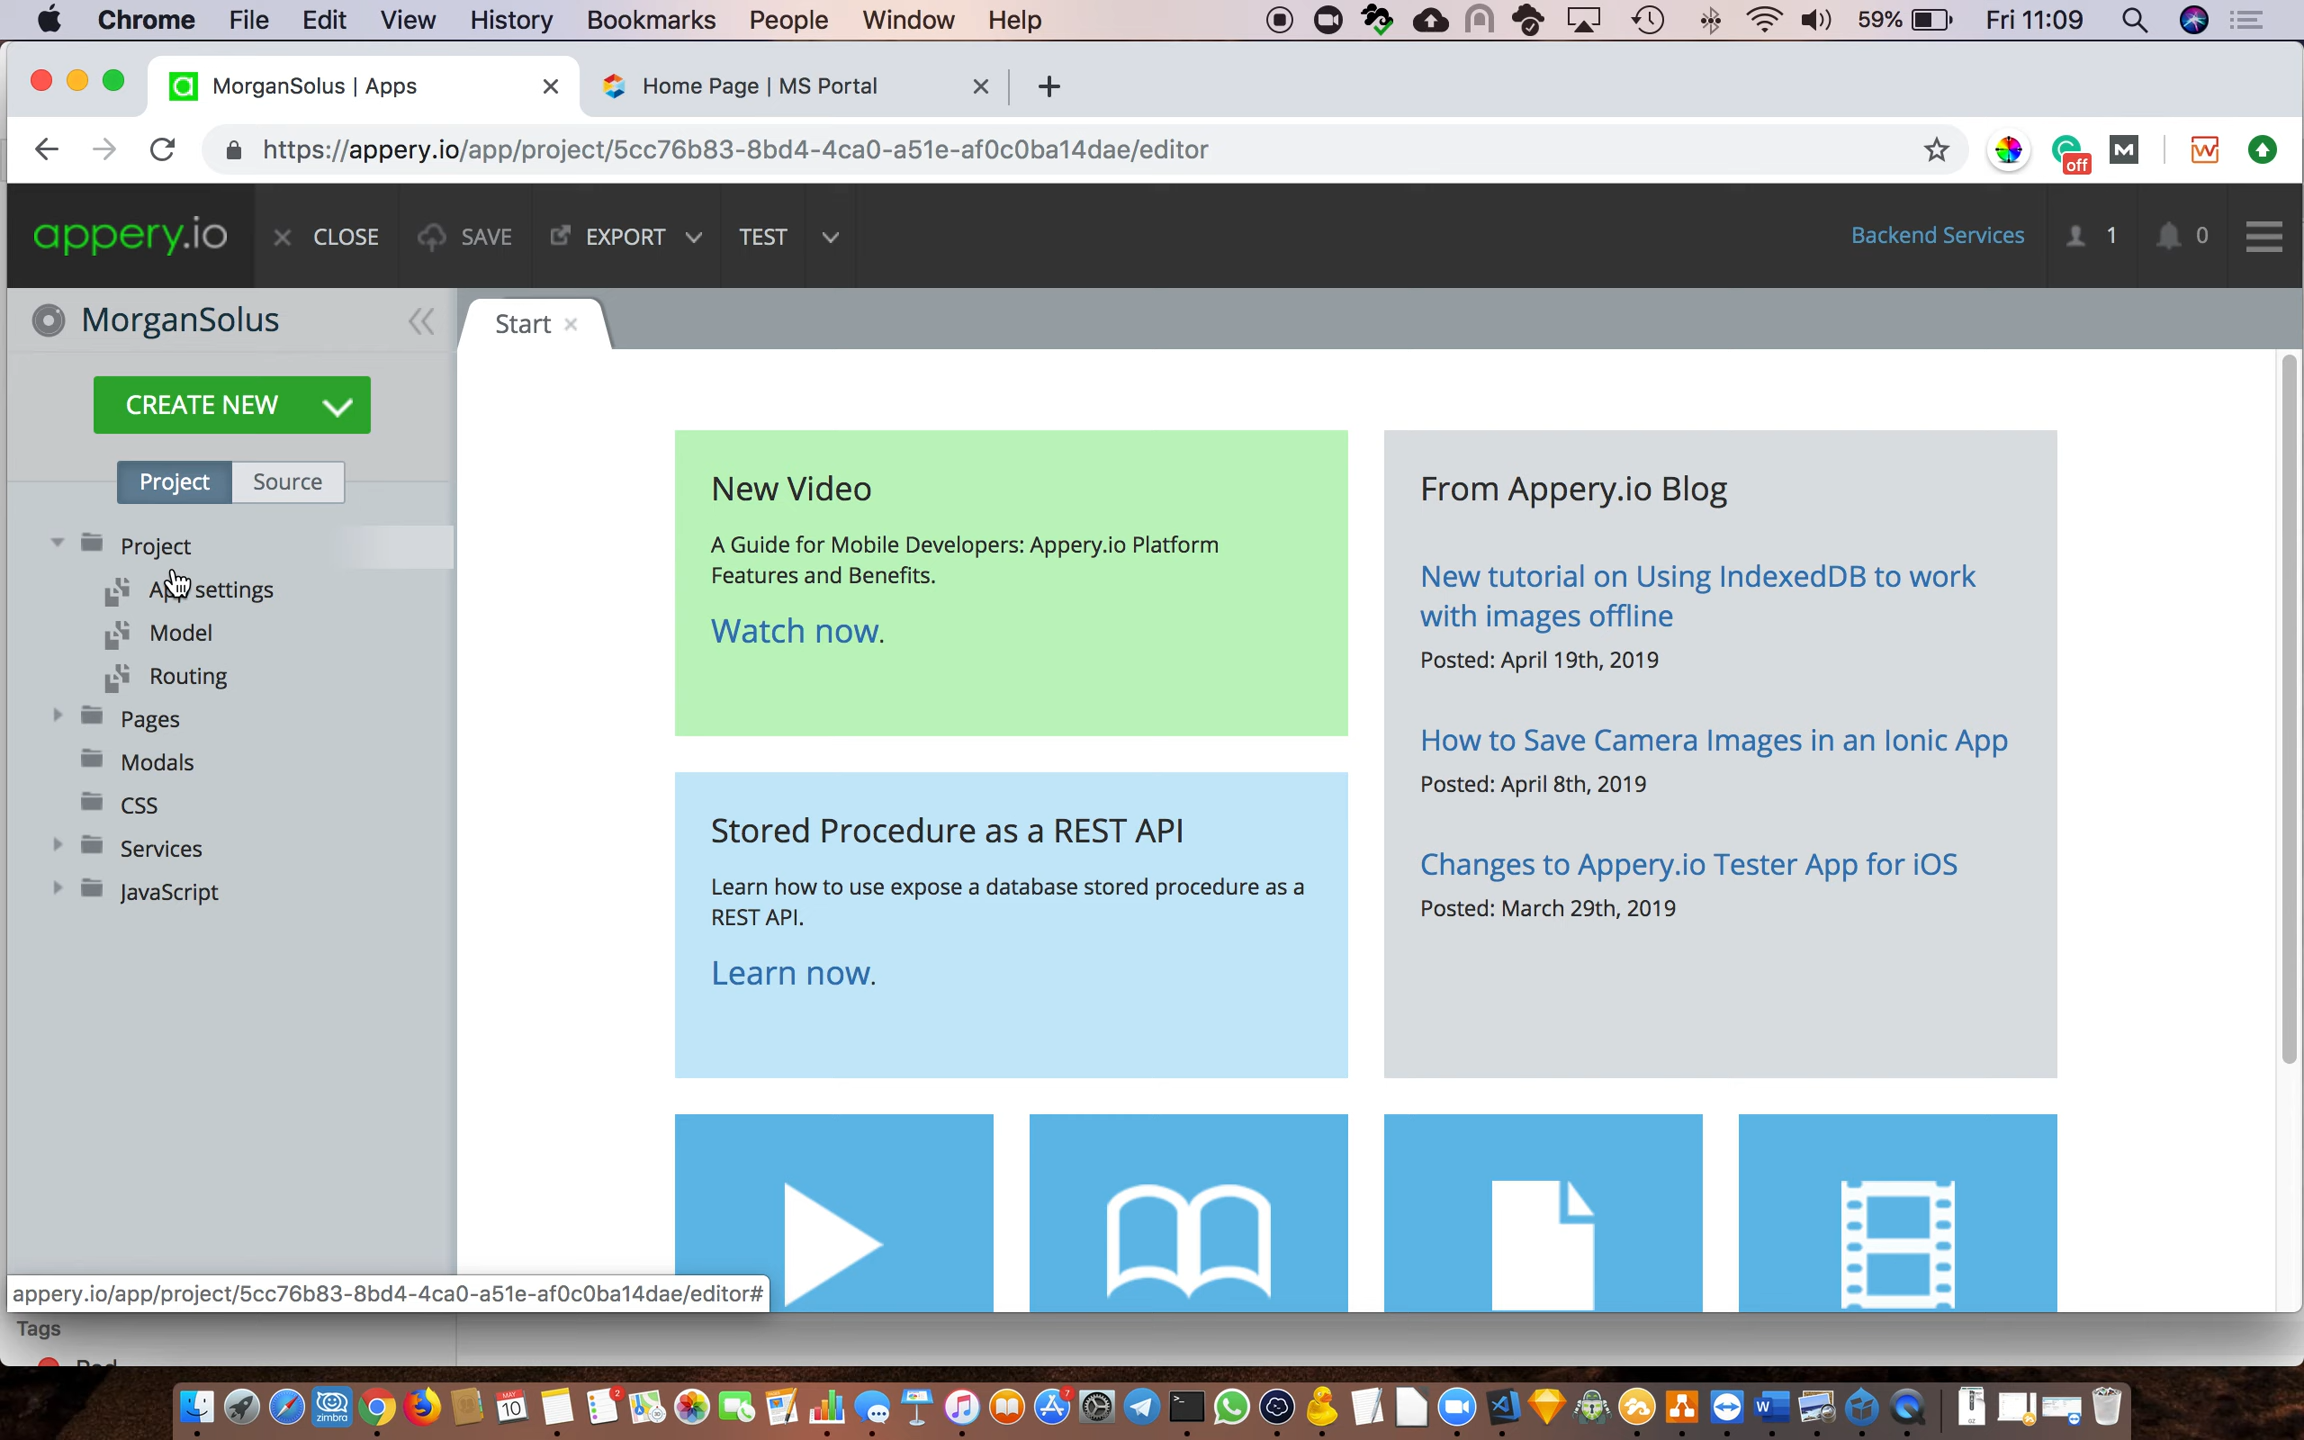 Chrome File Edit View History Bookmarks People Window Help 59% Fri 11:09
MorganSolus | Apps Home Page | MS Portal
https://appery.io/app/project/5cc76b83-8bd4-4ca0-a51e-af0c0ba14dae/editor
off
appery.io CLOSE SAVE EXPORT TEST Backend Services 1 0
MorganSolus
Start
CREATE NEW
Project Source
Project
App settings
Model
Routing
Pages
Modals
CSS
Services
JavaScript
New Video
A Guide for Mobile Developers: Appery.io Platform
Features and Benefits.
Watch now.
Stored Procedure as a REST API
Learn how to use expose a database stored procedure as a
REST API.
Learn now.
From Appery.io Blog
New tutorial on Using IndexedDB to work
with images offline
Posted: April 19th, 2019
How to Save Camera Images in an Ionic App
Posted: April 8th, 2019
Changes to Appery.io Tester App for iOS
Posted: March 29th, 2019
appery.io/app/project/5cc76b83-8bd4-4ca0-a51e-af0c0ba14dae/editor#
Tags
zimbra
MAY
10
2
7